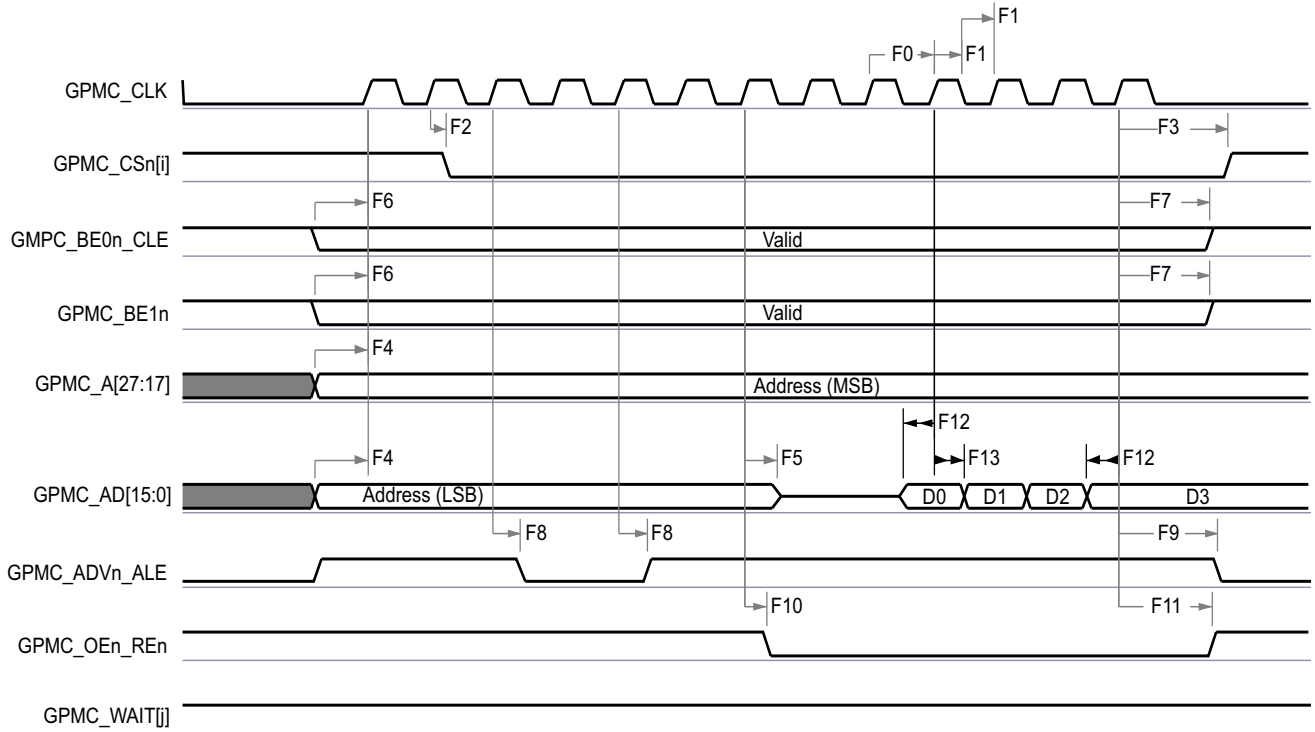 F1
F0 F1
GPMC_CLK
F2 F3
GPMC_CSn[i]
F6 F7
GMPC_BE0n_CLE Valid
F6 F7
GPMC_BE1n Valid
F4
GPMC_A[27:17] Address (MSB)
F12
F4 F5 F13 F12
GPMC_AD[15:0] Address (LSB) D0 D1 D2 D3
F8 F8 F9
GPMC_ADVn_ALE
F10 F11
GPMC_OEn_REn
GPMC_WAIT[j]